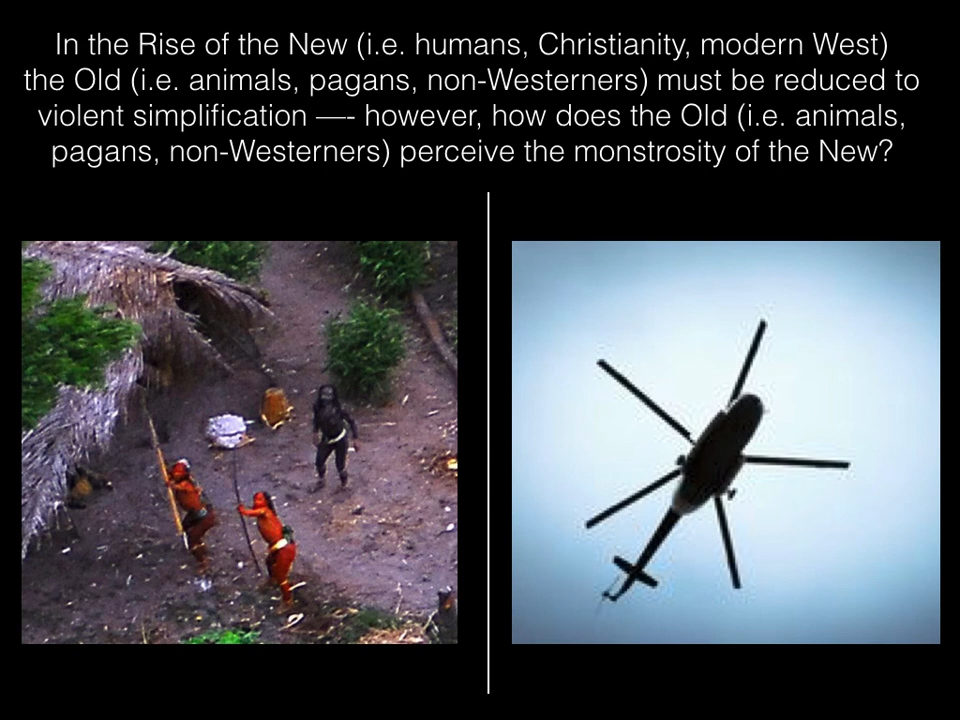 In the Rise of the New (i.e. humans, Christianity, modern West)
the Old (i.e. animals, pagans, non-Westerners) must be reduced to
violent simplification —- however, how does the Old (i.e. animals,
pagans, non-Westerners) perceive the monstrosity of the New?